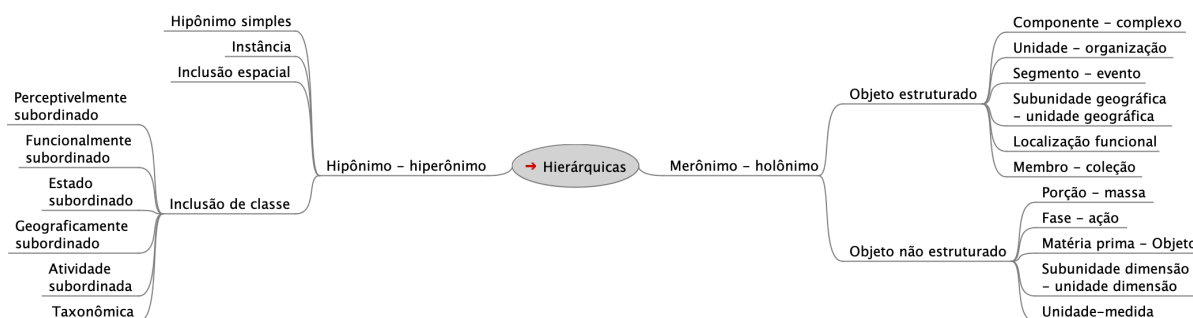 Hipônimo simples
Instância
Inclusão espacial
Perceptivelmente
subordinado
Funcionalmente
subordinado
Estado
subordinado
Geograficamente
subordinado
Atividade
subordinada
Taxonômica
Inclusão de classe
Hipônimo - hiperônimo
Hierárquicas
Merônimo - holônimo
Objeto estruturado
Componente - complexo
Unidade - organização
Segmento - evento
Subunidade geográfica
- unidade geográfica
Localização funcional
Membro - coleção
Objeto não estruturado
Porção - massa
Fase - ação
Matéria prima - Objeto
Subunidade dimensão
- unidade dimensão
Unidade-medida